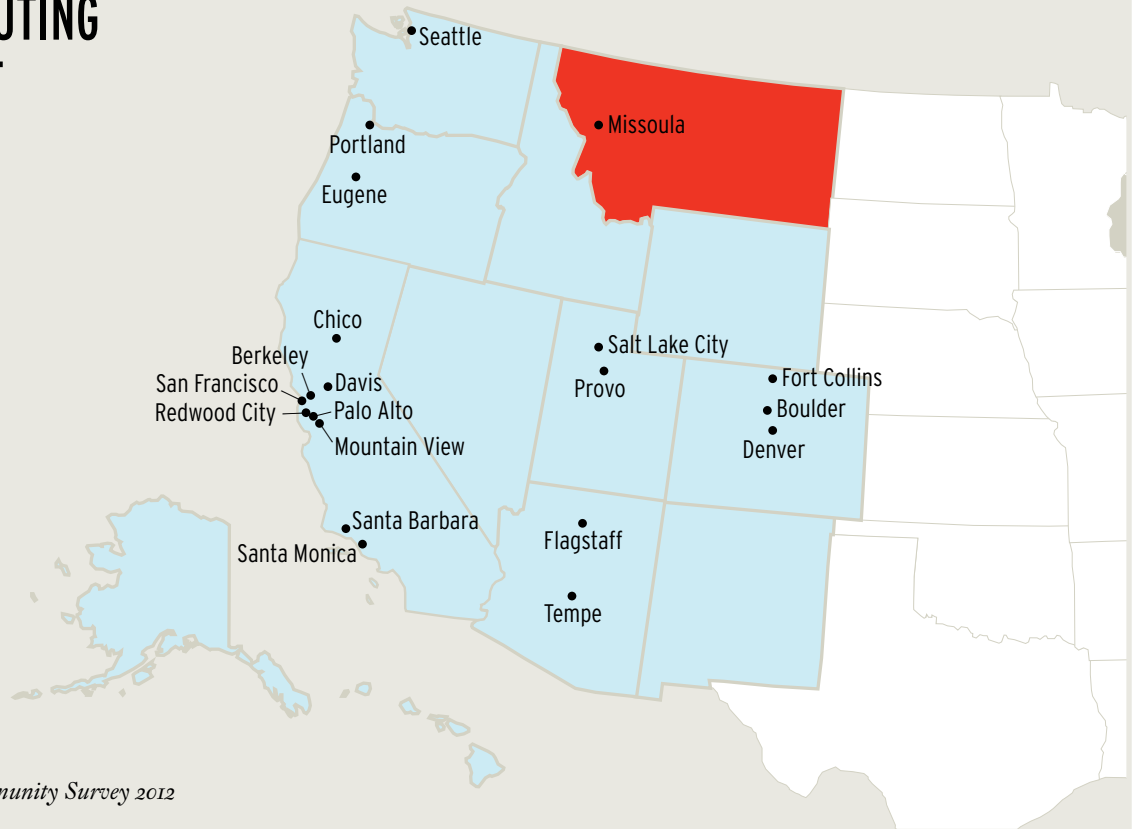 UTING
Seattle
Missoula
Portland
Eugene
Chico
Berkeley
San Francisco
Davis
Redwood City
Palo Alto
Mountain View
Salt Lake City
Provo
Fort Collins
Boulder
Denver
Santa Barbara
Santa Monica
Flagstaff
Tempe
munity Survey 2012